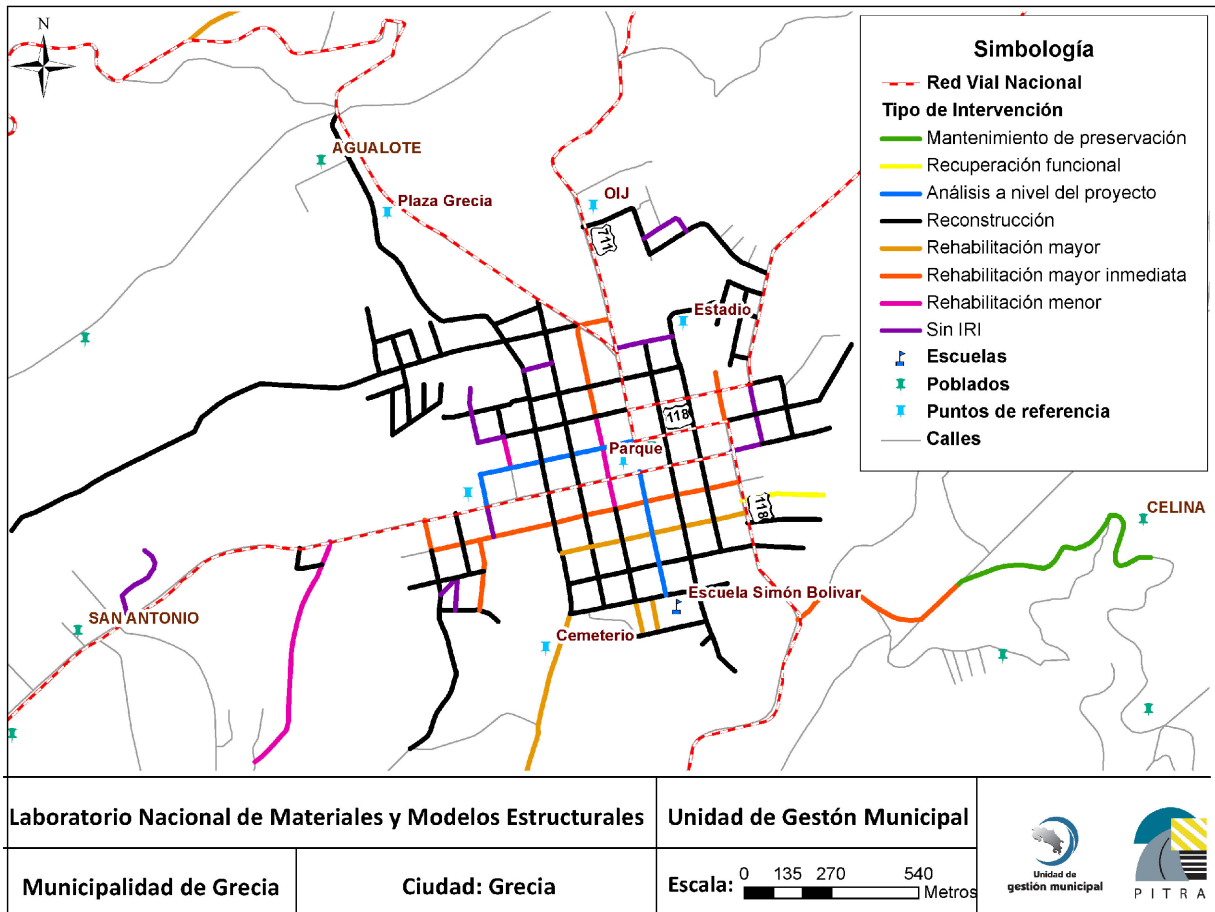 N
AGUALOTE
Plaza Grecia
OIJ
711
Estadio
118
Parque
118
CELINA
Escuela Simón Bolivar
SAN ANTONIO
Cemeterio
Simbología
Red Vial Nacional
Tipo de Intervención
Mantenimiento de preservación
Recuperación funcional
Análisis a nivel del proyecto
Reconstrucción
Rehabilitación mayor
Rehabilitación mayor inmediata
Rehabilitación menor
Sin IRI
Escuelas
Poblados
Puntos de referencia
Calles
Laboratorio Nacional de Materiales y Modelos Estructurales
Unidad de Gestión Municipal
Municipalidad de Grecia
Ciudad: Grecia
Escala:
0 135 270 540
Metros
Unidad de
gestión municipal
PITRA